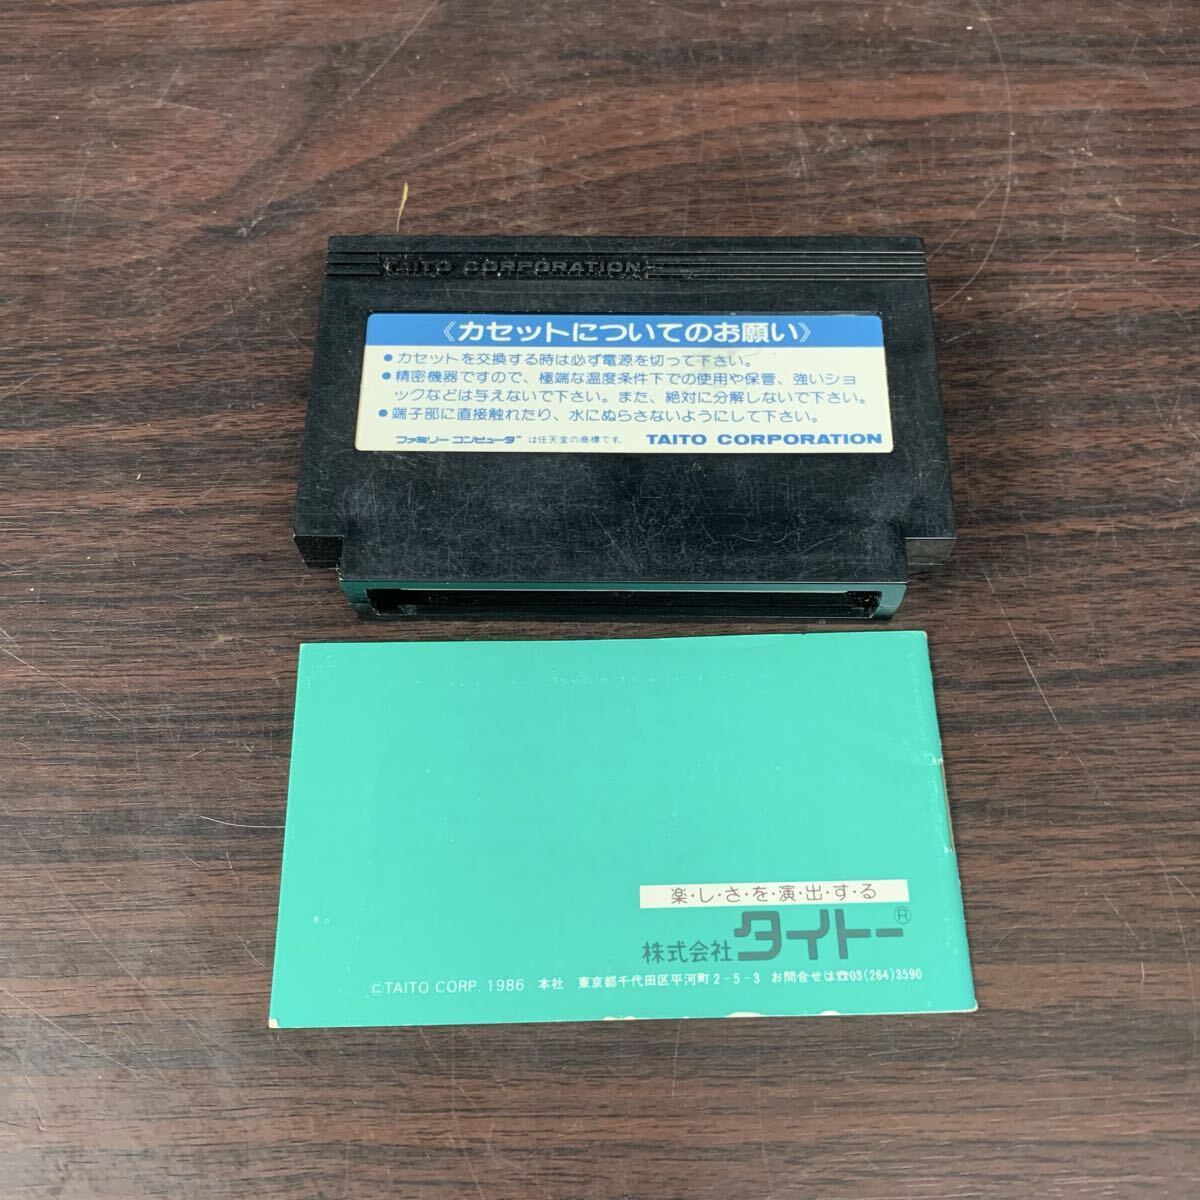 TAITO CORPORATION
《カセットについてのお願い》
●カセットを交換する時は必ず電源を切って下さい。
●精密機器ですので、極端な温度条件下での使用や保管、強いショ
ックなどは与えないで下さい。また、絶対に分解しないで下さい。
●端子部に直接触れたり、水にぬらさないようにして下さい。
ファミリー コンピュータ™は任天堂の商標です。 TAITO CORPORATION
楽・し・さ・を・演・出・す・る
株式会社タイトー®
©TAITO CORP. 1986 本社 東京都千代田区平河町2-5-3 お問合せは☎03(264)3590